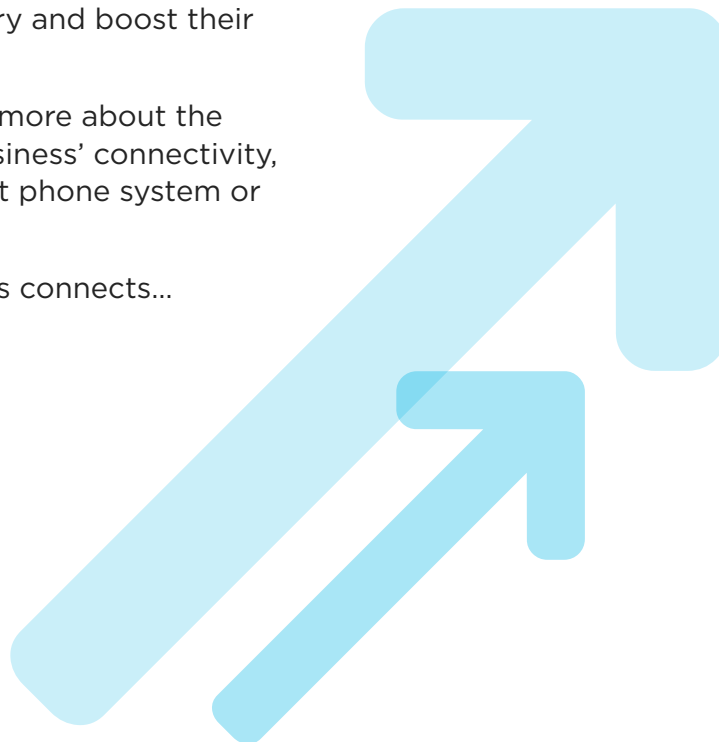 ry and boost their
more about the
siness’ connectivity,
t phone system or
s connects...